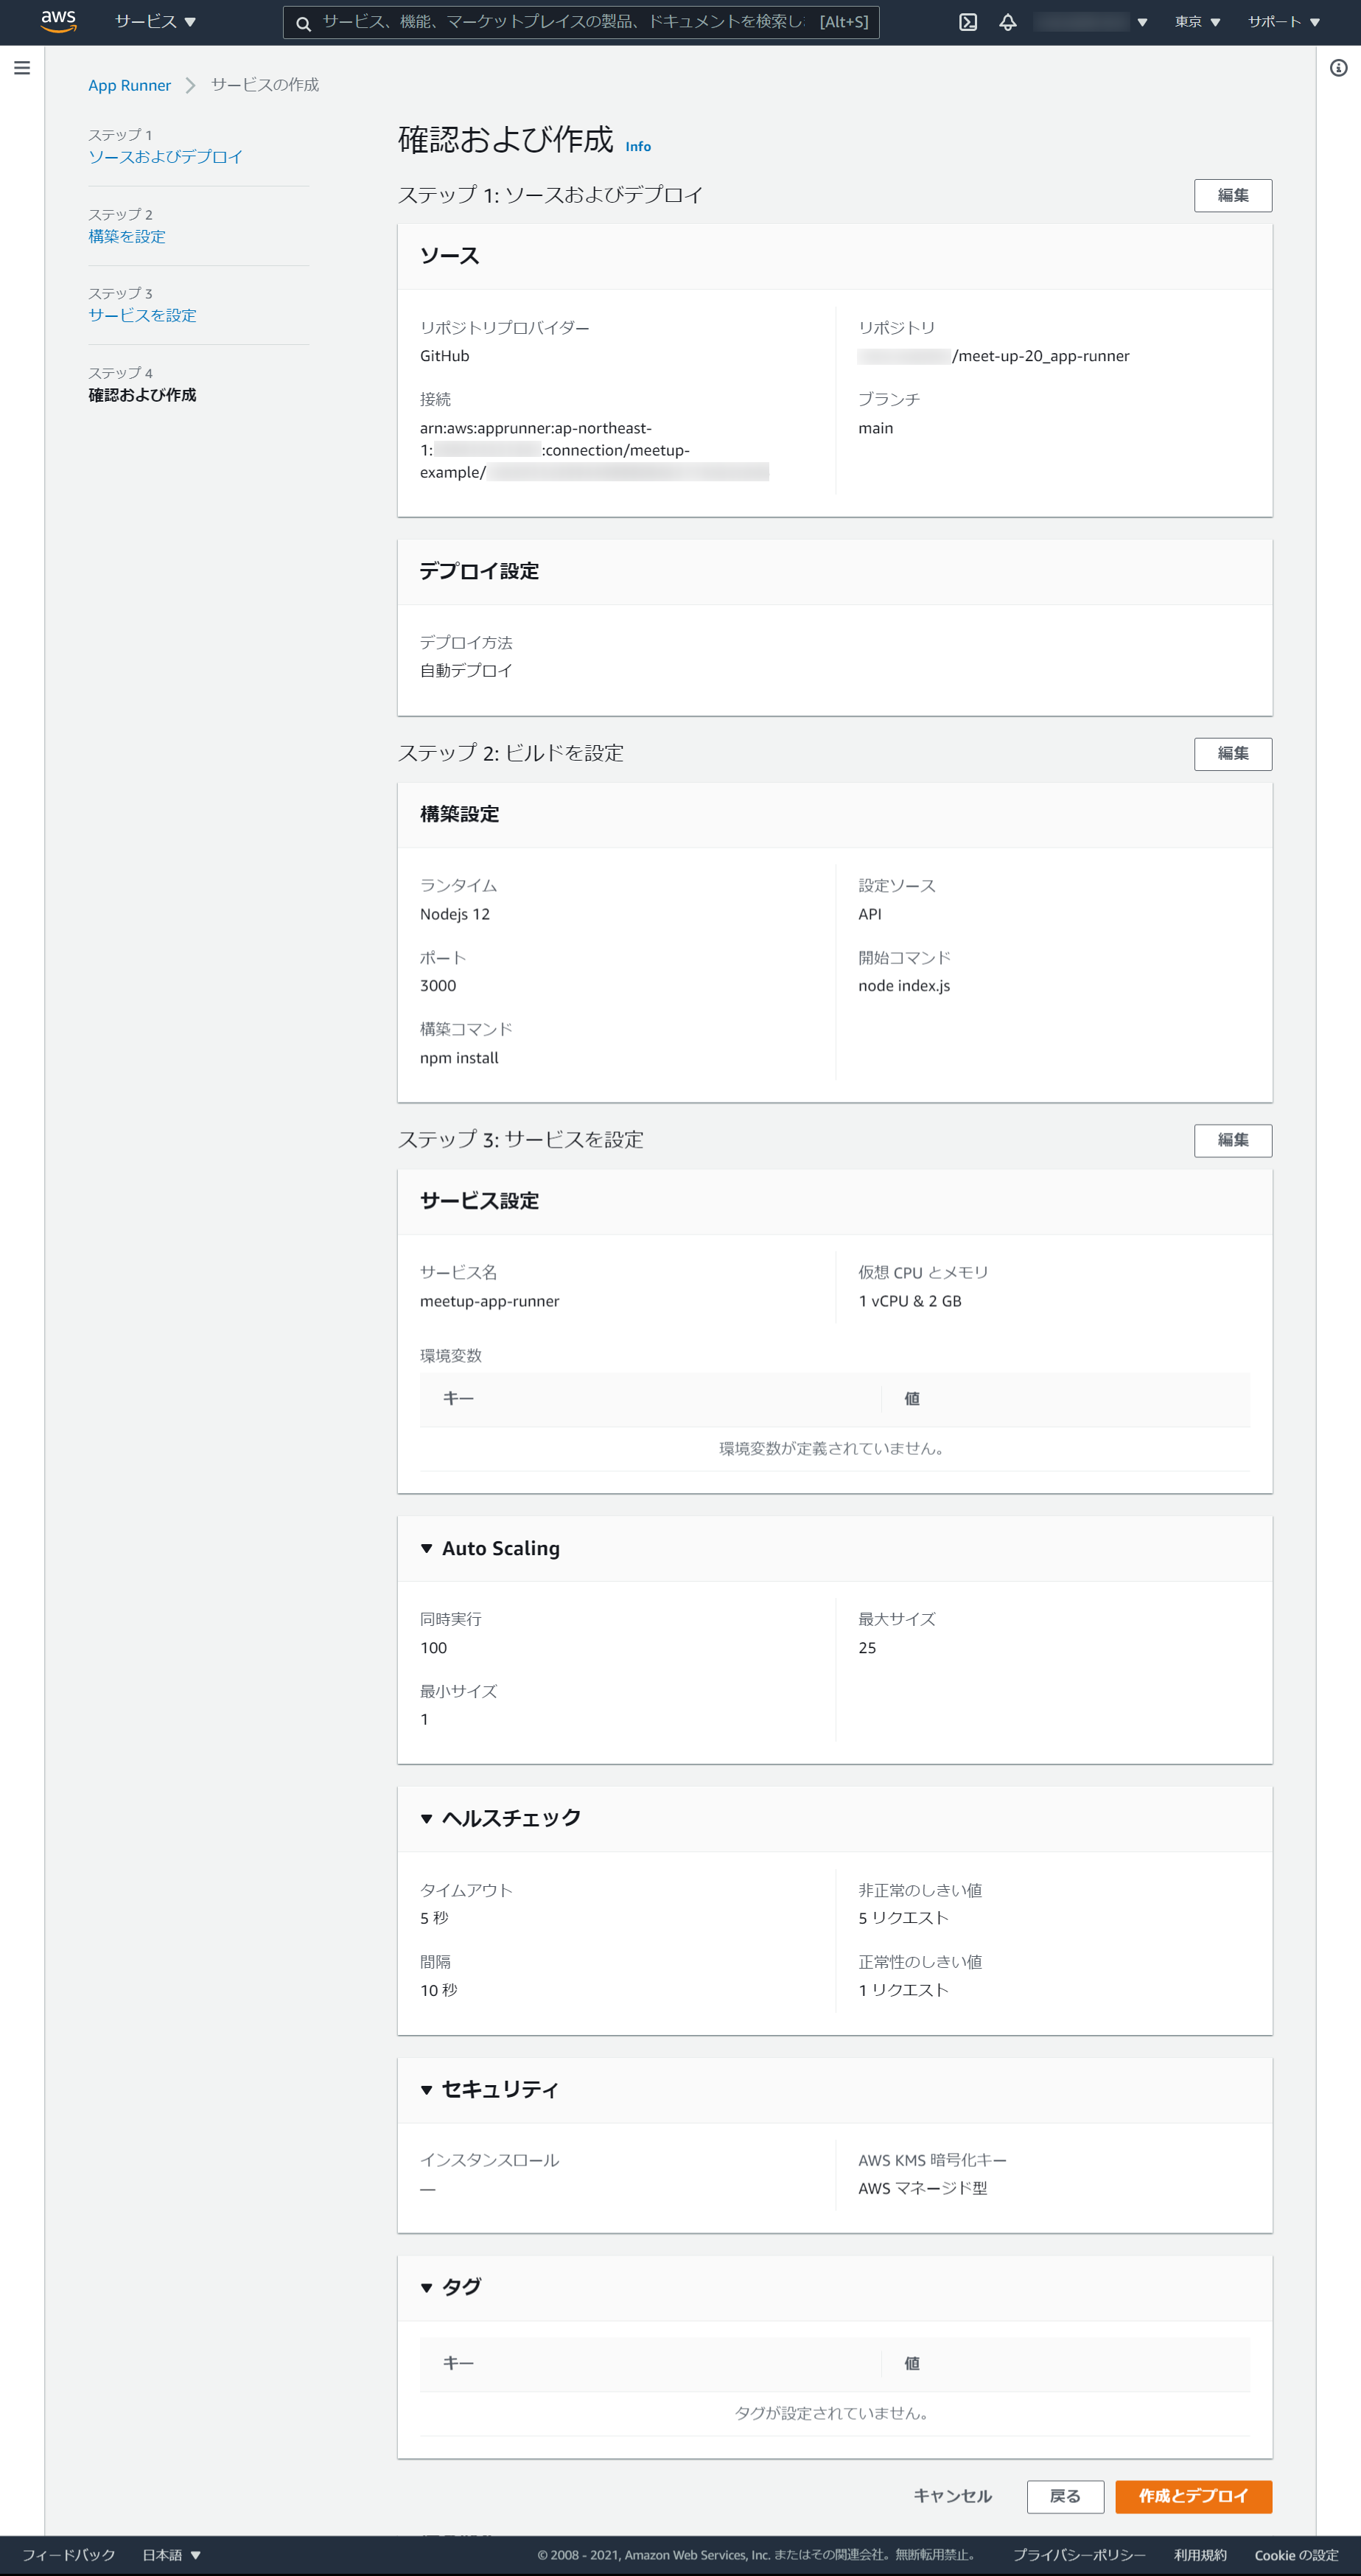 aws
サービス ▼
サービス、機能、マーケットプレイスの製品、ドキュメントを検索し
[Alt+S]
東京 ▼
サポート ▼
App Runner
サービスの作成
ステップ 1
ソースおよびデプロイ
ステップ 2
構築を設定
ステップ 3
サービスを設定
ステップ 4
確認および作成
確認および作成 Info
ステップ 1: ソースおよびデプロイ
編集
ソース
リポジトリプロバイダー
GitHub
接続
arn:aws:apprunner:ap-northeast-
1: :connection/meetup-
example/
リポジトリ
/meet-up-20_app-runner
ブランチ
main
デプロイ設定
デプロイ方法
自動デプロイ
ステップ 2: ビルドを設定
編集
構築設定
ランタイム
Nodejs 12
ポート
3000
構築コマンド
npm install
設定ソース
API
開始コマンド
node index.js
ステップ 3: サービスを設定
編集
サービス設定
サービス名
meetup-app-runner
仮想 CPU とメモリ
1 vCPU & 2 GB
環境変数
キー
値
環境変数が定義されていません。
▼ Auto Scaling
同時実行
100
最小サイズ
1
最大サイズ
25
▼ ヘルスチェック
タイムアウト
5 秒
間隔
10 秒
非正常のしきい値
5 リクエスト
正常性のしきい値
1 リクエスト
▼ セキュリティ
インスタンスロール
—
AWS KMS 暗号化キー
AWS マネージド型
▼ タグ
キー
値
タグが設定されていません。
キャンセル
戻る
作成とデプロイ
フィードバック
日本語 ▼
© 2008 - 2021, Amazon Web Services, Inc. またはその関連会社。無断転用禁止。
プライバシーポリシー
利用規約
Cookie の設定